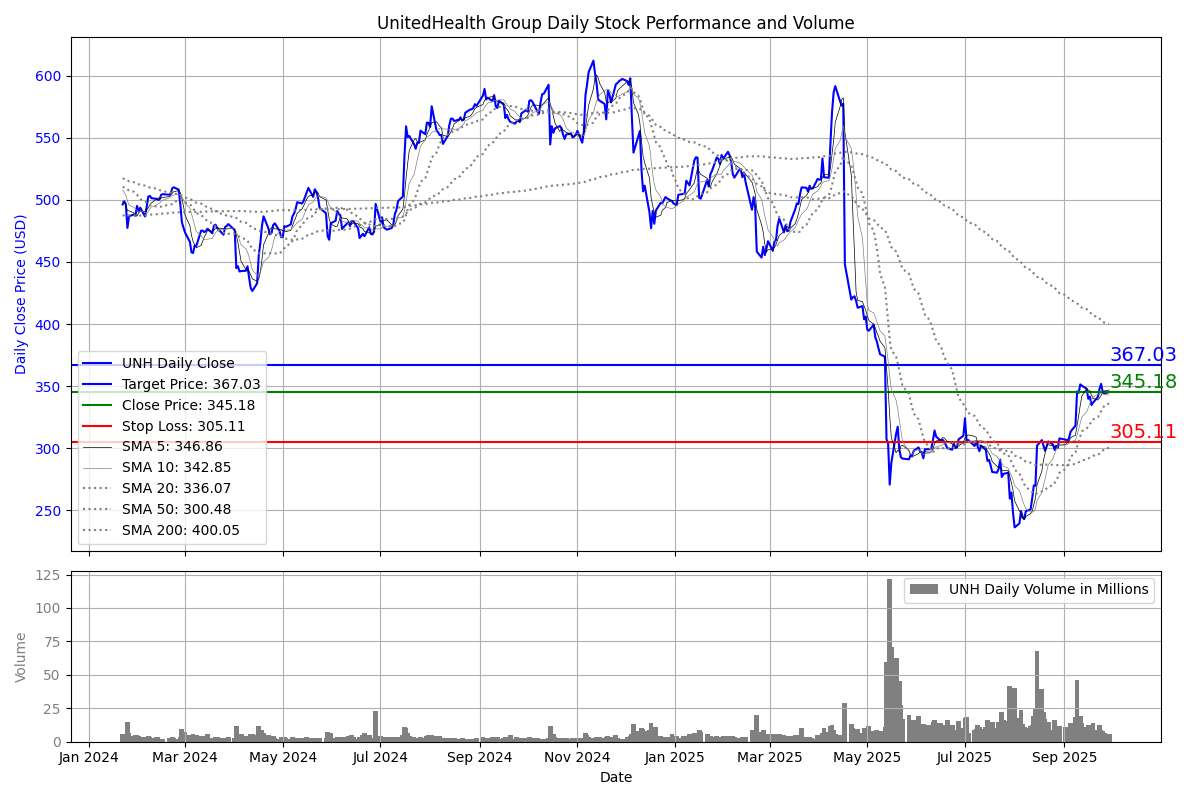 UnitedHealth Group Daily Stock Performance and Volume
Daily Close Price (USD)
600
550
500
450
400
350
300
250
367.03
345.18
305.11
UNH Daily Close
Target Price: 367.03
Close Price: 345.18
Stop Loss: 305.11
SMA 5: 346.86
SMA 10: 342.85
SMA 20: 336.07
SMA 50: 300.48
SMA 200: 400.05
Volume
125
100
75
50
25
0
UNH Daily Volume in Millions
Jan 2024 Mar 2024 May 2024 Jul 2024 Sep 2024 Nov 2024 Jan 2025 Mar 2025 May 2025 Jul 2025 Sep 2025
Date